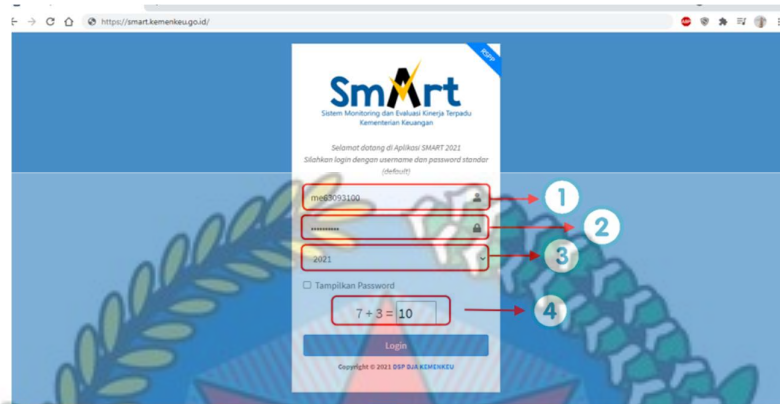 https://smart.kemenkeu.go.id/
RSPP
SmArt
Sistem Monitoring dan Evaluasi Kinerja Terpadu
Kementerian Keuangan
Selamat datang di Aplikasi SMART 2021
Silahkan login dengan username dan password standar
(default)
me63093100
1
••••••••••
2
2021
3
Tampilkan Password
7 + 3 = 10
4
Login
Copyright © 2021 DSP DJA KEMENKEU